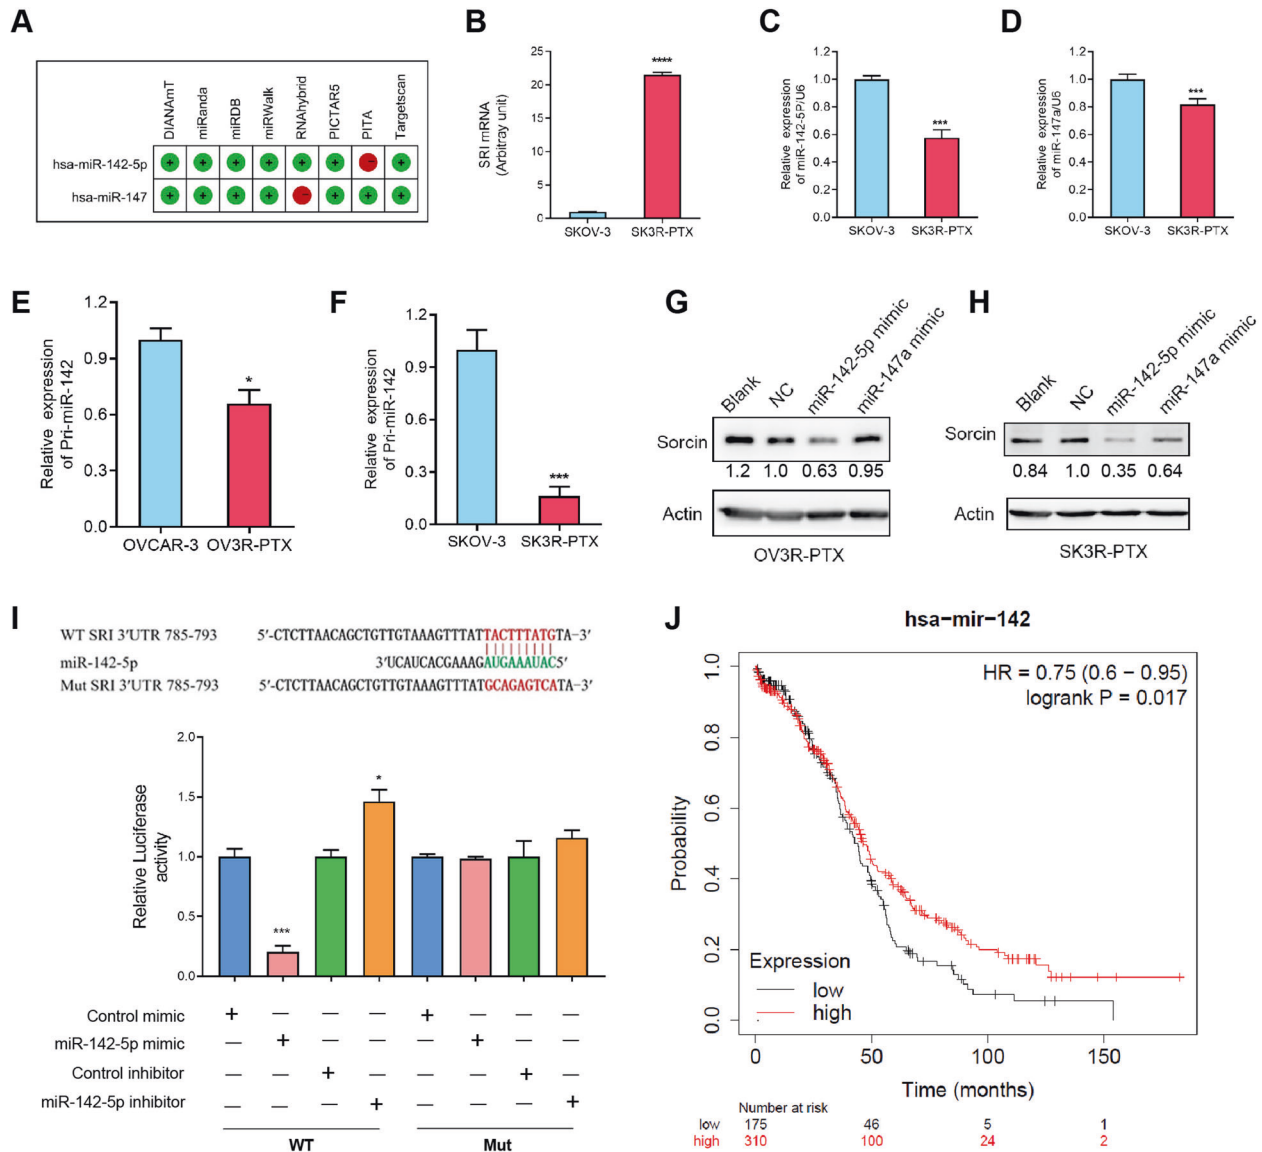 A
DIANAmT miRanda miRDB miRWalk RNAhybrid PICTAR5 PITA Targetscan
hsa-miR-142-5p + + + + + + - +
hsa-miR-147 + + + + - + + +
B
SRI mRNA
(Arbitray unit)
25
20
15
10
5
0
****
SKOV-3 SK3R-PTX
C
Relative expression
of miR-142-5P/U6
1.2
1.0
0.8
0.6
0.4
0.2
0.0
***
SKOV-3 SK3R-PTX
D
Relative expression
of miR-147a/U6
1.2
1.0
0.8
0.6
0.4
0.2
0.0
***
SKOV-3 SK3R-PTX
E
Relative expression
of Pri-miR-142
1.2
0.9
0.6
0.3
0.0
*
OVCAR-3 OV3R-PTX
F
Relative expression
of Pri-miR-142
1.2
0.9
0.6
0.3
0.0
***
SKOV-3 SK3R-PTX
G
Blank NC miR-142-5p mimic miR-147a mimic
Sorcin
1.2 1.0 0.63 0.95
Actin
OV3R-PTX
H
Blank NC miR-142-5p mimic miR-147a mimic
Sorcin
0.84 1.0 0.35 0.64
Actin
SK3R-PTX
I
WT SRI 3'UTR 785-793 5'-CTCTTAACAGCTGTTGTAAAGTTTATTACTTTATGTA-3'
miR-142-5p 3'UCAUCACGAAAGAUGAAAUAC5'
Mut SRI 3'UTR 785-793 5'-CTCTTAACAGCTGTTGTAAAGTTTATGCAGAGTCATA-3'
Relative Luciferase
activity
2.0
1.5
1.0
0.5
0.0
***
*
Control mimic + — — — + — — —
miR-142-5p mimic — + — — — + — —
Control inhibitor — — + — — — + —
miR-142-5p inhibitor — — — + — — — +
WT Mut
J
hsa−mir−142
HR = 0.75 (0.6 − 0.95)
logrank P = 0.017
Probability
1.0
0.8
0.6
0.4
0.2
0.0
Expression
low
high
0 50 100 150
Time (months)
Number at risk
low 175 46 5 1
high 310 100 24 2